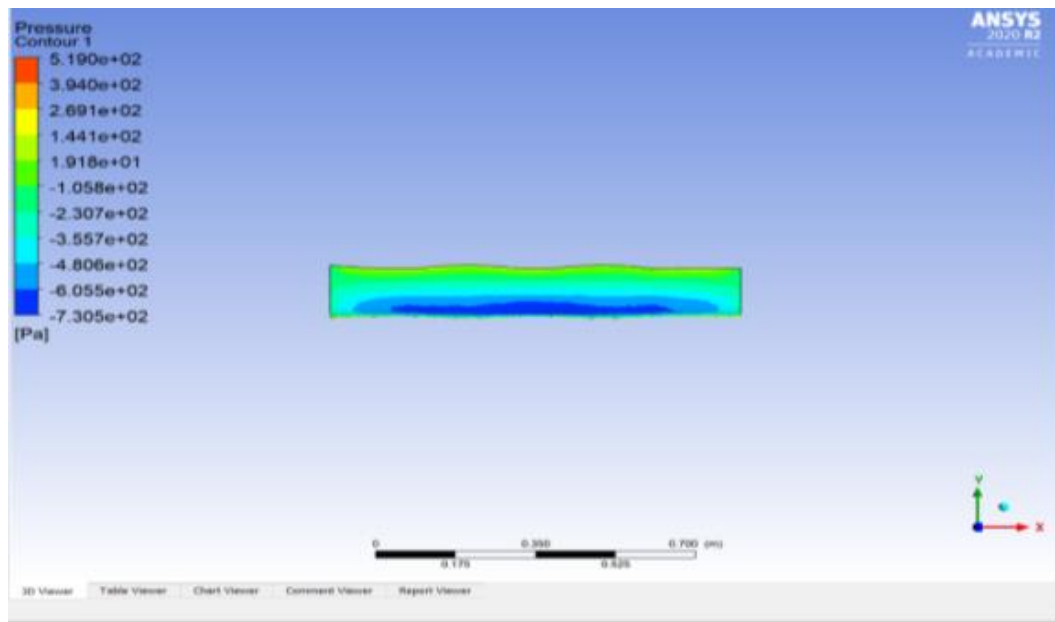 Pressure
Contour 1
5.190e+02
3.940e+02
2.691e+02
1.441e+02
1.918e+01
-1.058e+02
-2.307e+02
-3.557e+02
-4.806e+02
-6.055e+02
-7.305e+02
[Pa]
ANSYS
2020 R2
ACADEMIC
Y
X
0 0.350 0.700 (m)
0.175 0.525
3D Viewer Table Viewer Chart Viewer Comment Viewer Report Viewer